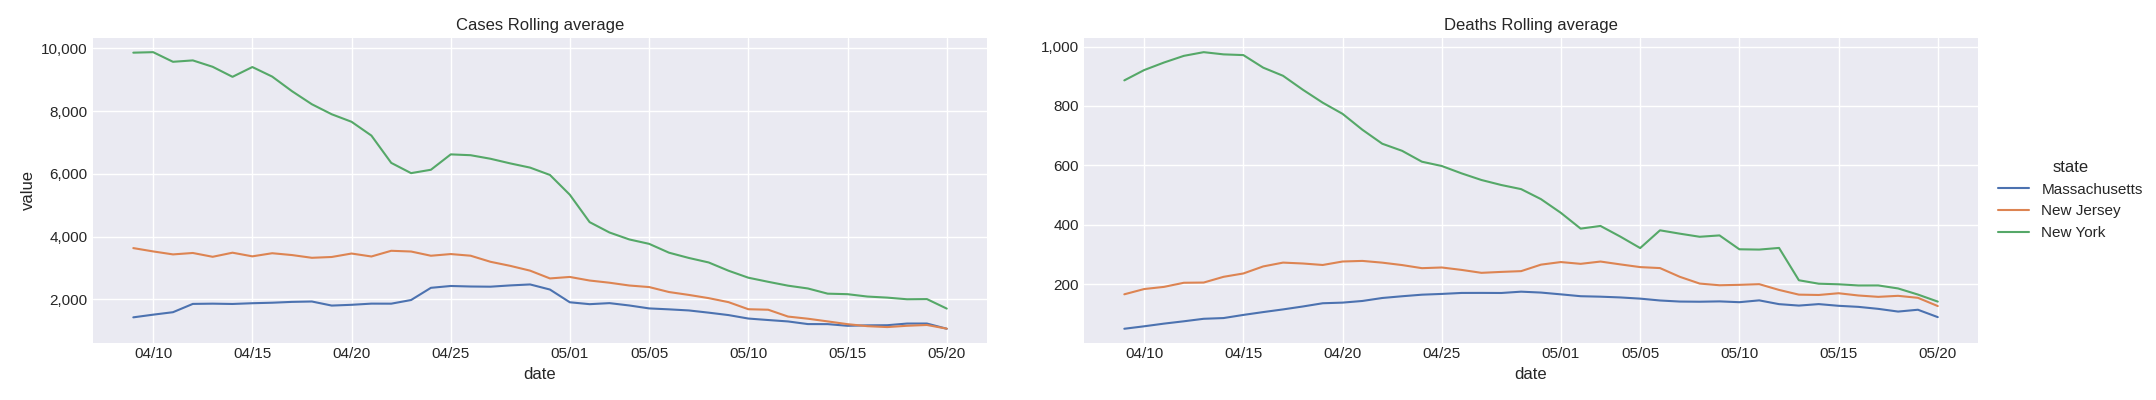 Cases Rolling average
10,000
8,000
6,000
4,000
2,000
value
04/10 04/15 04/20 04/25 05/01 05/05 05/10 05/15 05/20
date
Deaths Rolling average
1,000
800
600
400
200
04/10 04/15 04/20 04/25 05/01 05/05 05/10 05/15 05/20
date
state
Massachusetts
New Jersey
New York